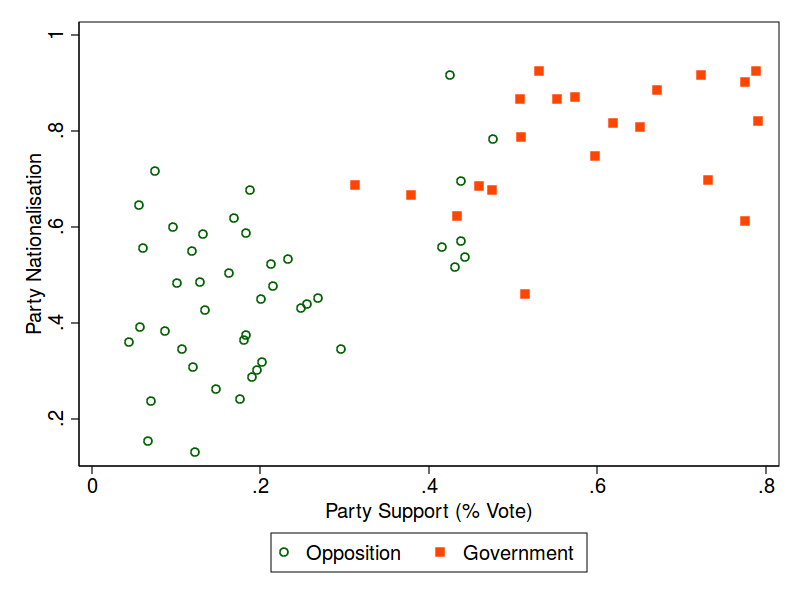 Party Nationalisation
1
.8
.6
.4
.2
0
.2
.4
.6
.8
Party Support (% Vote)
Opposition
Government